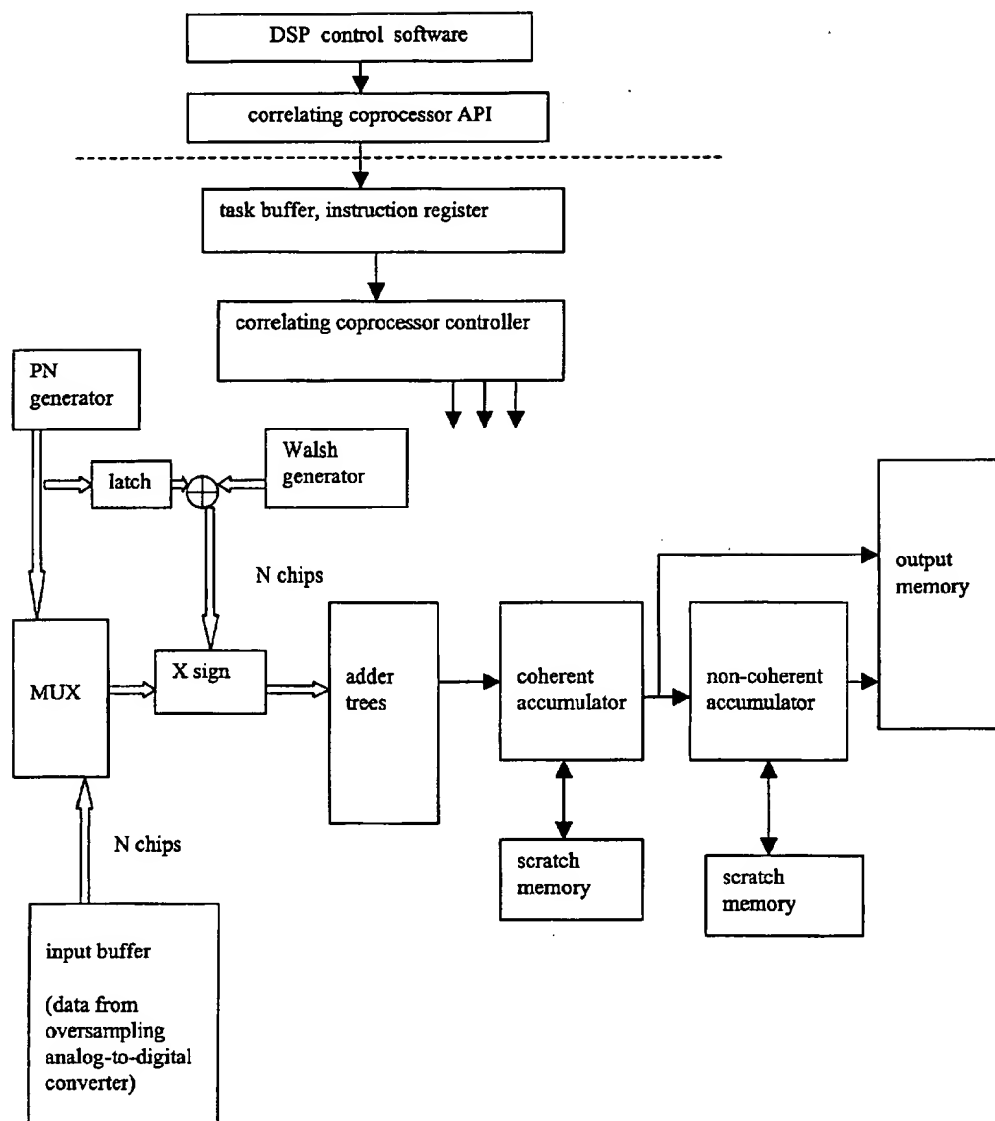 DSP control software
correlating coprocessor API
task buffer, instruction register
correlating coprocessor controller
PN
generator
latch
Walsh
generator
N chips
output
memory
MUX
X sign
adder
trees
coherent
accumulator
non-coherent
accumulator
N chips
scratch
memory
scratch
memory
input buffer
(data from
oversampling
analog-to-digital
converter)